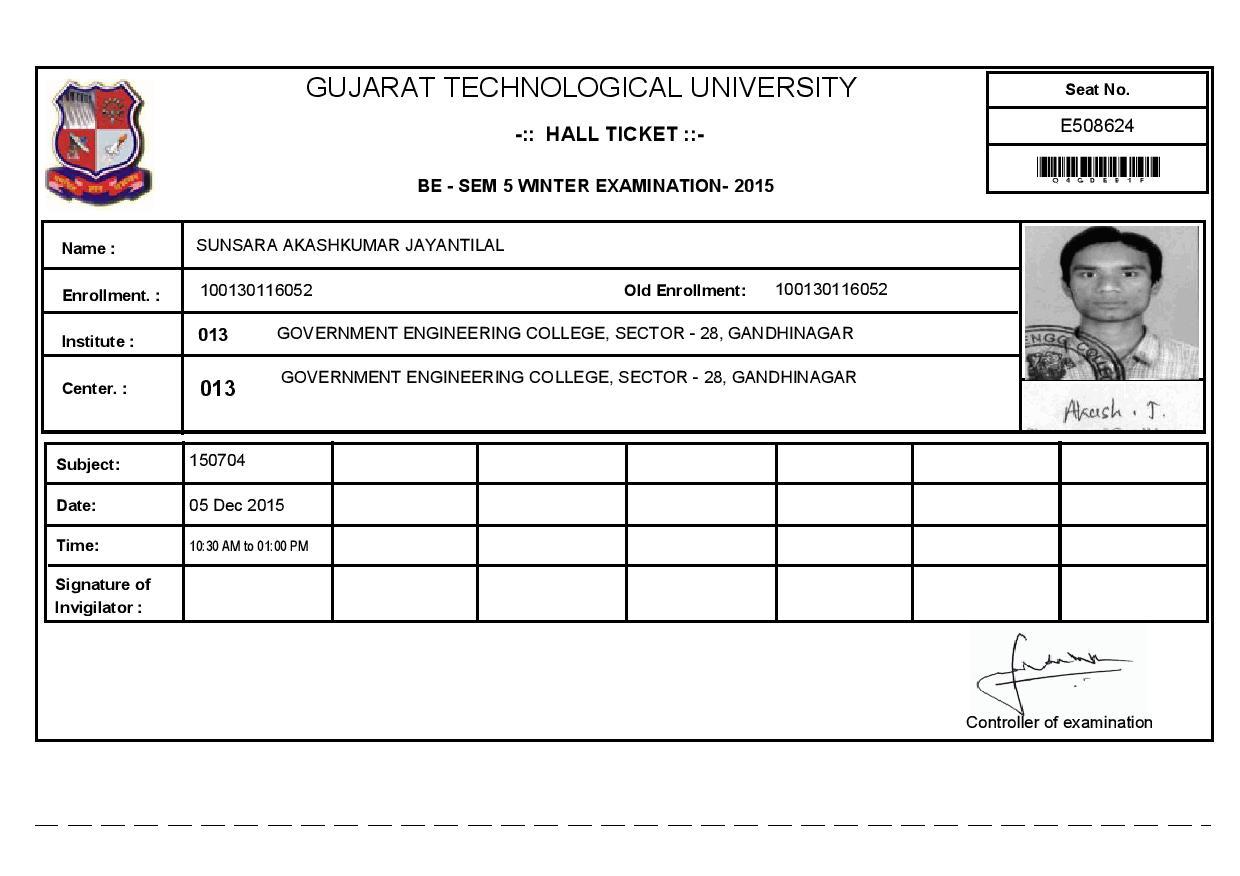 GUJARAT TECHNOLOGICAL UNIVERSITY
-:: HALL TICKET ::-
BE - SEM 5 WINTER EXAMINATION- 2015
Seat No.
E508624
Name : SUNSARA AKASHKUMAR JAYANTILAL
Enrollment. : 100130116052 Old Enrollment: 100130116052
Institute : 013 GOVERNMENT ENGINEERING COLLEGE, SECTOR - 28, GANDHINAGAR
Center. : 013 GOVERNMENT ENGINEERING COLLEGE, SECTOR - 28, GANDHINAGAR
ENGG COLLE
Akash . J.
Subject: 150704
Date: 05 Dec 2015
Time: 10:30 AM to 01:00 PM
Signature of
Invigilator :
Controller of examination